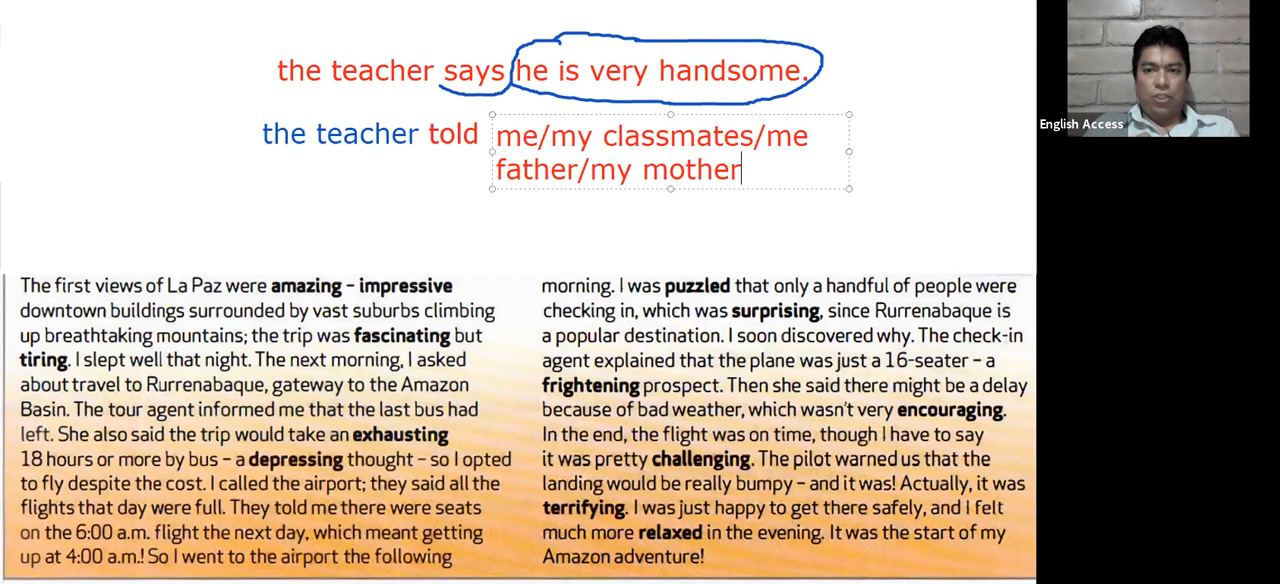 the teacher says he is very handsome.
the teacher told me/my classmates/me
father/my mother
English Access
The first views of La Paz were amazing – impressive
downtown buildings surrounded by vast suburbs climbing
up breathtaking mountains; the trip was fascinating but
tiring. I slept well that night. The next morning, I asked
about travel to Rurrenabaque, gateway to the Amazon
Basin. The tour agent informed me that the last bus had
left. She also said the trip would take an exhausting
18 hours or more by bus – a depressing thought – so I opted
to fly despite the cost. I called the airport; they said all the
flights that day were full. They told me there were seats
on the 6:00 a.m. flight the next day, which meant getting
up at 4:00 a.m.! So I went to the airport the following
morning. I was puzzled that only a handful of people were
checking in, which was surprising, since Rurrenabaque is
a popular destination. I soon discovered why. The check-in
agent explained that the plane was just a 16-seater – a
frightening prospect. Then she said there might be a delay
because of bad weather, which wasn't very encouraging.
In the end, the flight was on time, though I have to say
it was pretty challenging. The pilot warned us that the
landing would be really bumpy – and it was! Actually, it was
terrifying. I was just happy to get there safely, and I felt
much more relaxed in the evening. It was the start of my
Amazon adventure!